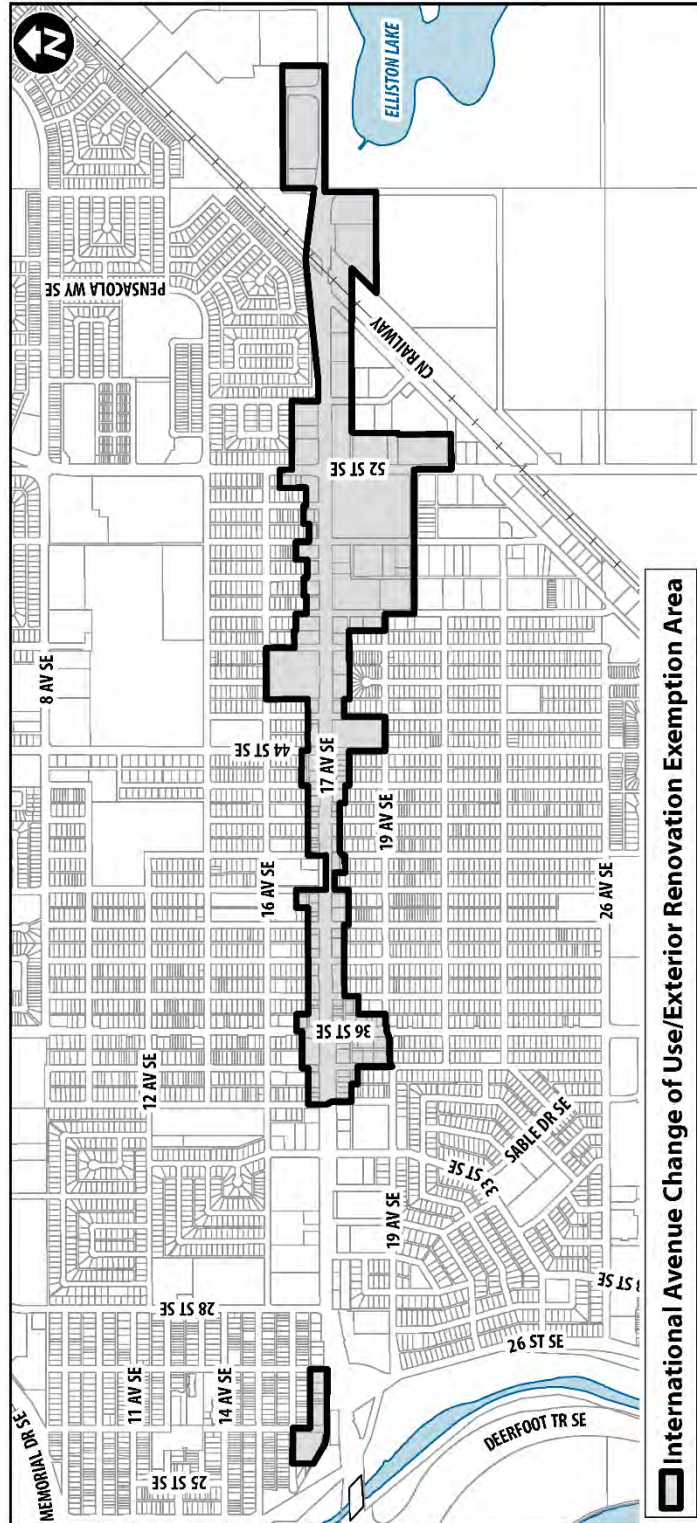 N
ELLISTON LAKE
PENSACOLA WY SE
CN RAILWAY
52 ST SE
8 AV SE
44 ST SE
17 AV SE
19 AV SE
16 AV SE
26 AV SE
36 ST SE
12 AV SE
33 ST SE
SABLE DR SE
19 AV SE
28 ST SE
26 ST SE
11 AV SE
14 AV SE
MEMORIAL DR SE
25 ST SE
DEERFOOT TR SE
International Avenue Change of Use/Exterior Renovation Exemption Area